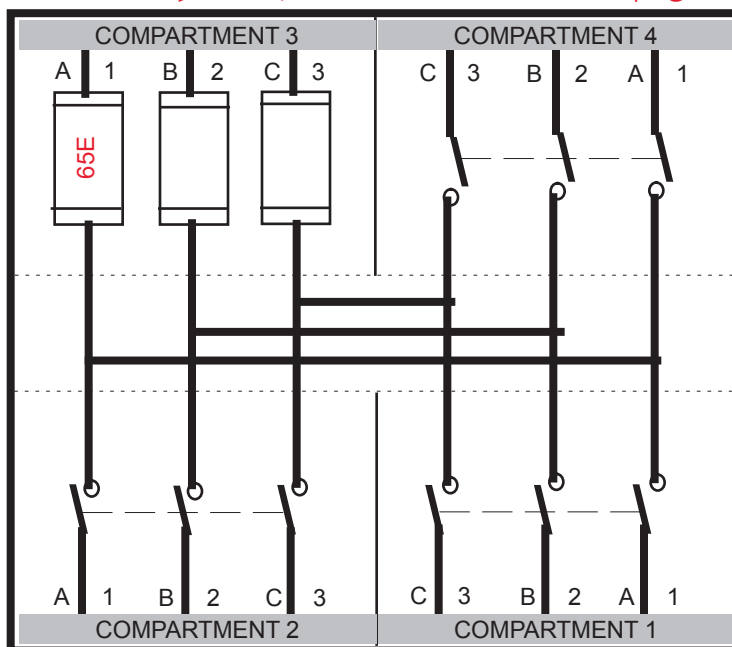 COMPARTMENT 3
COMPARTMENT 4
A 1 B 2 C 3
C 3 B 2 A 1
65E
A 1 B 2 C 3
C 3 B 2 A 1
COMPARTMENT 2
COMPARTMENT 1